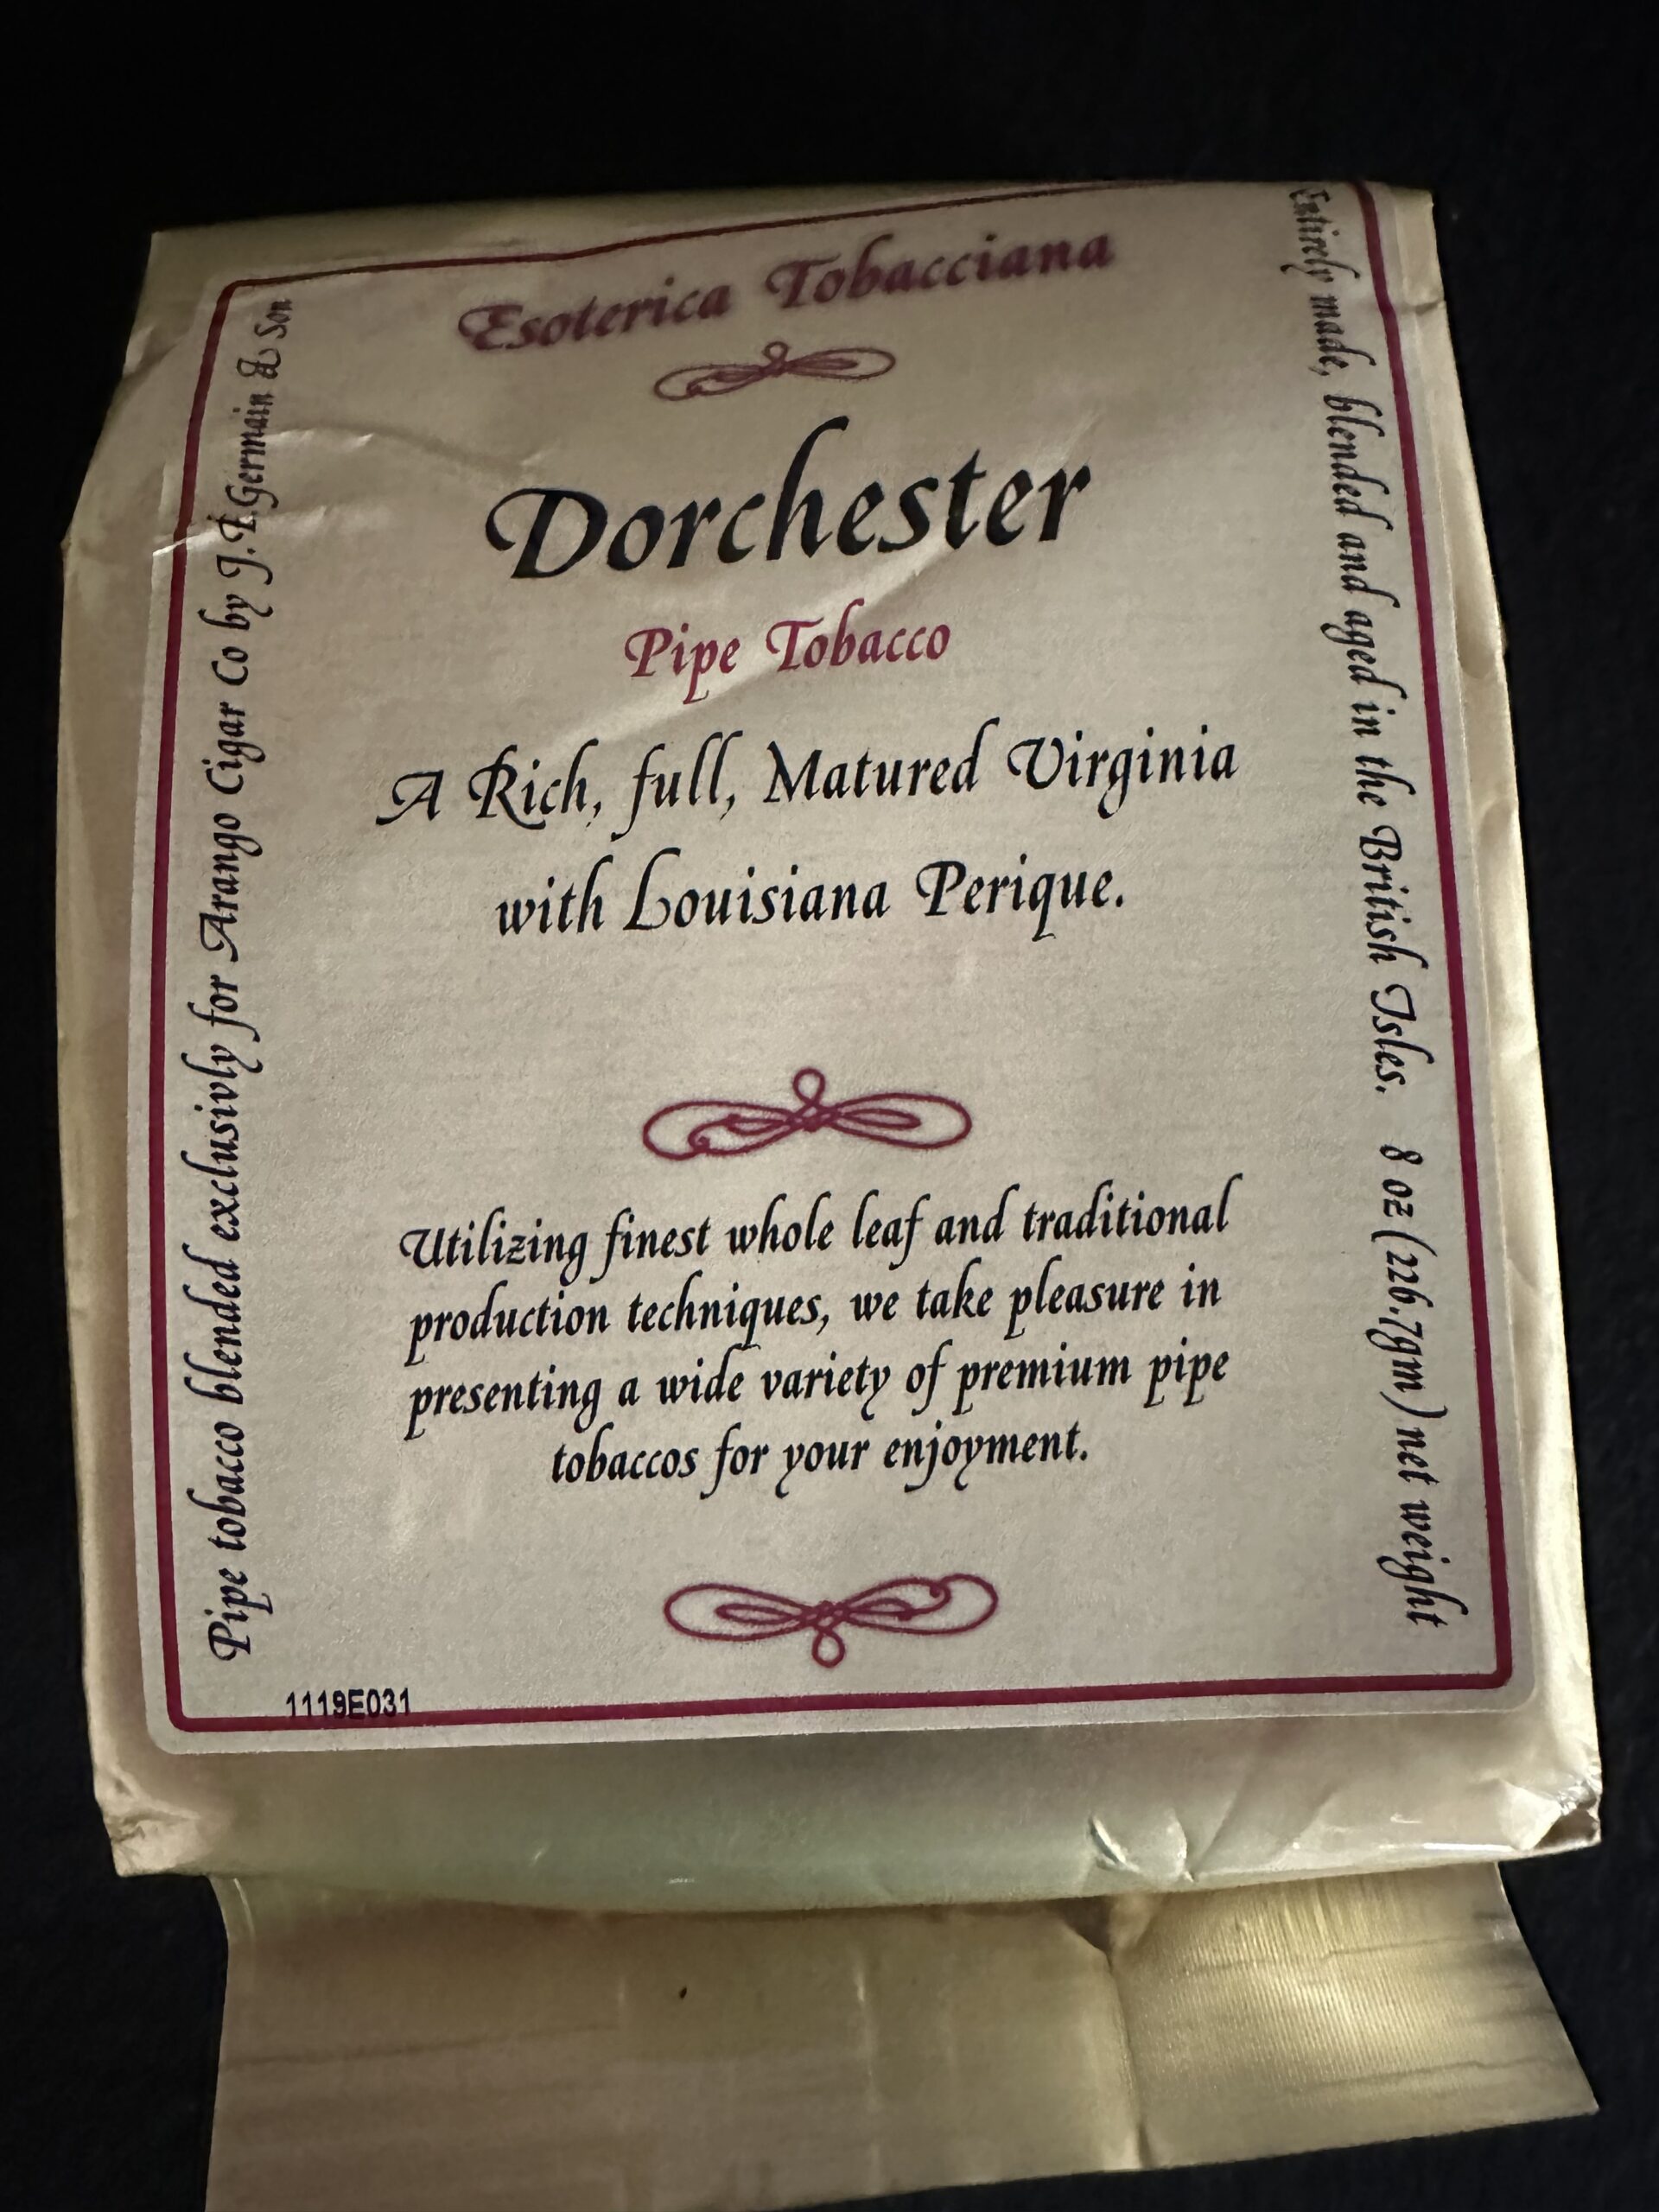 Esoterica Tobacciana
Dorchester
Pipe Tobacco
A Rich, full, Matured Virginia
with Louisiana Perique.
Utilizing finest whole leaf and traditional
production techniques, we take pleasure in
presenting a wide variety of premium pipe
tobaccos for your enjoyment.
Pipe tobacco blended exclusivly for Arango Cigar Co by J.F. Germain & Son
Entirely made, blended and aged in the British Isles. 8 oz (226.7gm) net weight
1119E031